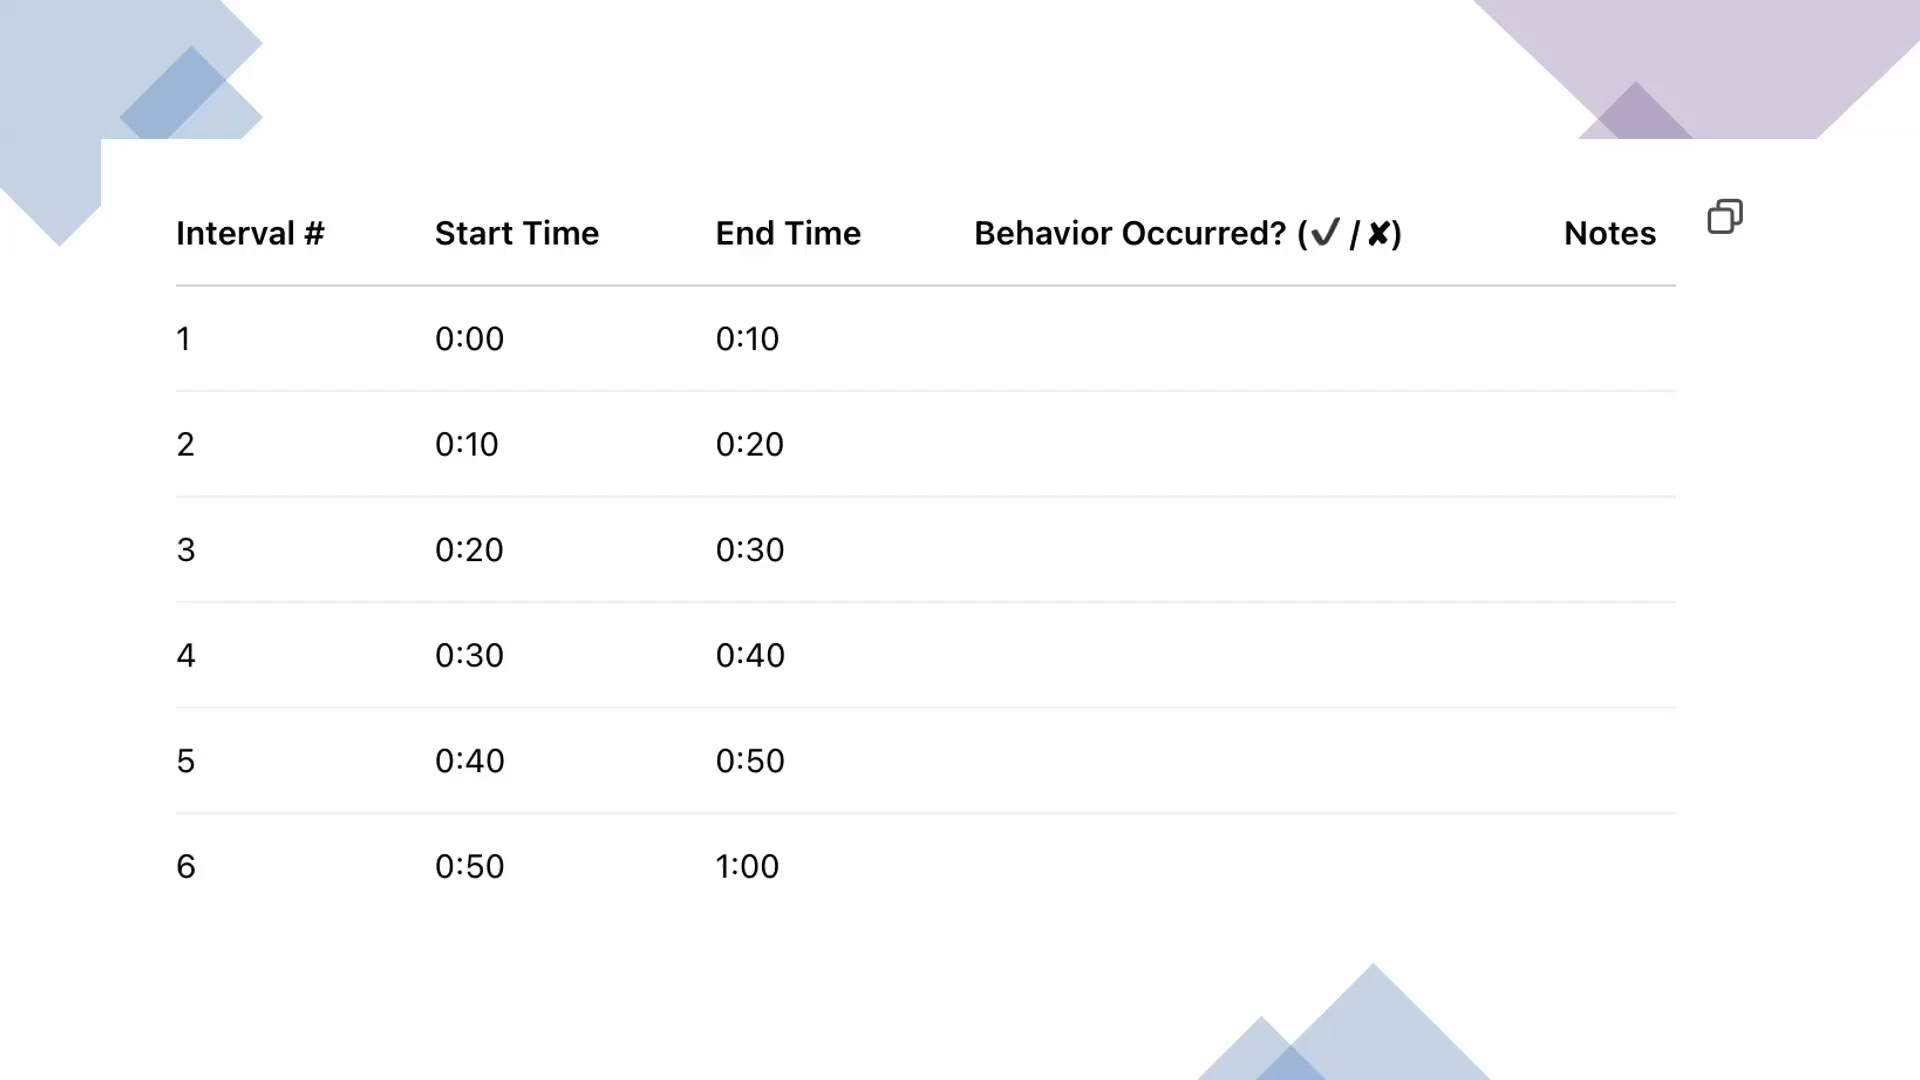 Interval # Start Time End Time Behavior Occurred? (✓ / ✘) Notes
1 0:00 0:10
2 0:10 0:20
3 0:20 0:30
4 0:30 0:40
5 0:40 0:50
6 0:50 1:00